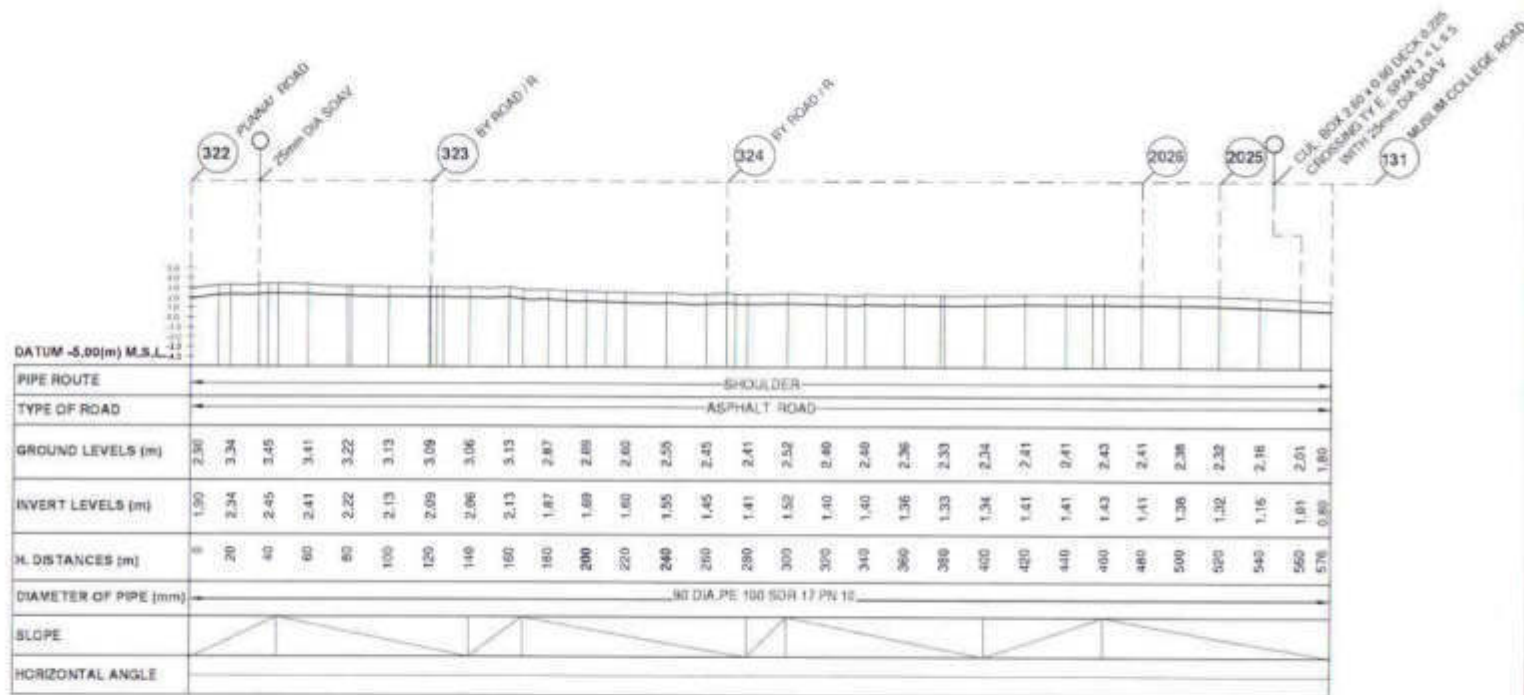 322
PUNNAI ROAD
25mm DIA SOAV
323
BY ROAD / R
324
BY ROAD / R
2026
2025
CUL. BOX
DECK 0.225
CROSSING TY E, SPAN 3 < L ≤ 5
WITH 25mm DIA SOAV
131
MUSLIM COLLEGE ROAD
DATUM -5.00(m) M.S.L.
PIPE ROUTE SHOULDER
TYPE OF ROAD ASPHALT ROAD
GROUND LEVELS (m) 2.90 3.34 3.45 3.41 3.22 3.13 3.09 3.06 3.13 2.87 2.69 2.60 2.55 2.45 2.41 2.52 2.40 2.40 2.36 2.33 2.34 2.41 2.41 2.43 2.41 2.38 2.32 2.16 2.01 1.80
INVERT LEVELS (m) 1.90 2.34 2.45 2.41 2.22 2.13 2.09 2.06 2.13 1.87 1.69 1.60 1.55 1.45 1.41 1.52 1.40 1.40 1.36 1.33 1.34 1.41 1.41 1.43 1.41 1.38 1.32 1.16 1.01 0.80
H. DISTANCES (m) 0 20 40 60 80 100 120 140 160 180 200 220 240 260 280 300 320 340 360 380 400 420 440 460 480 500 520 540 560 576
DIAMETER OF PIPE (mm) 90 DIA.PE 100 SDR 17 PN 10
SLOPE
HORIZONTAL ANGLE